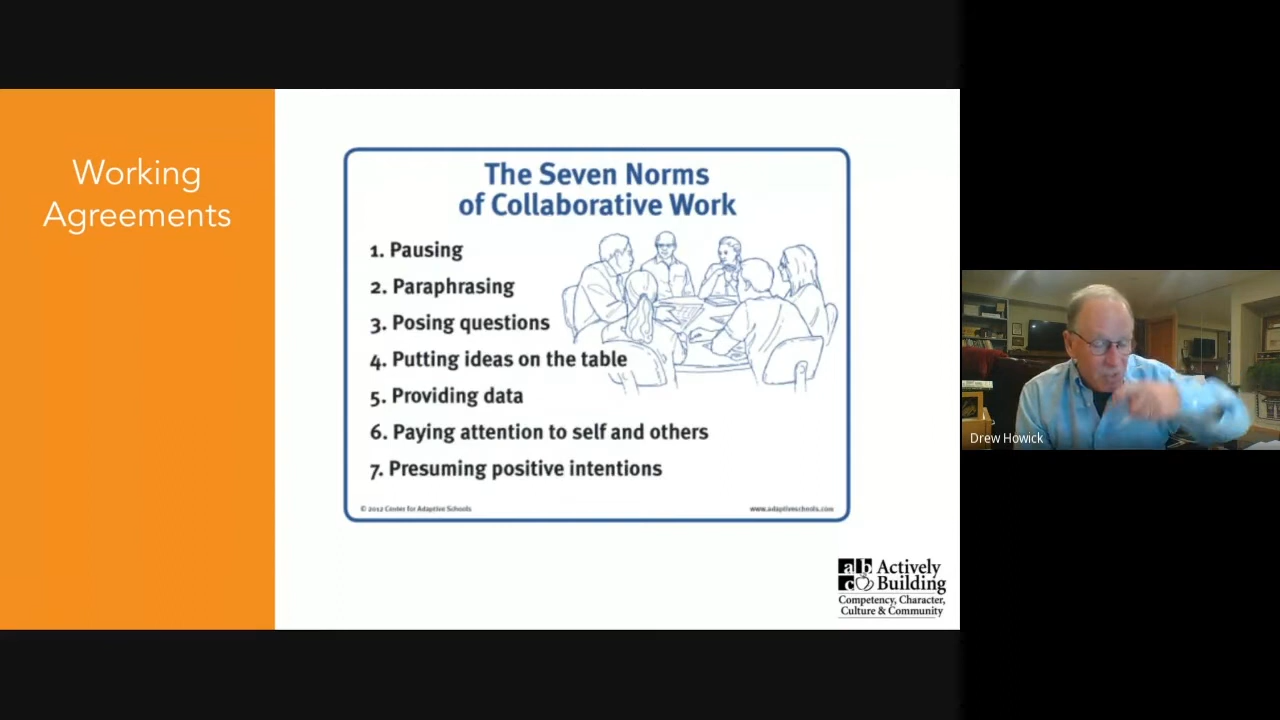 Working
Agreements
The Seven Norms
of Collaborative Work
1. Pausing
2. Paraphrasing
3. Posing questions
4. Putting ideas on the table
5. Providing data
6. Paying attention to self and others
7. Presuming positive intentions
© 2012 Center for Adaptive Schools
www.adaptiveschools.com
a b Actively
c Building
Competency, Character,
Culture & Community
Drew Howick